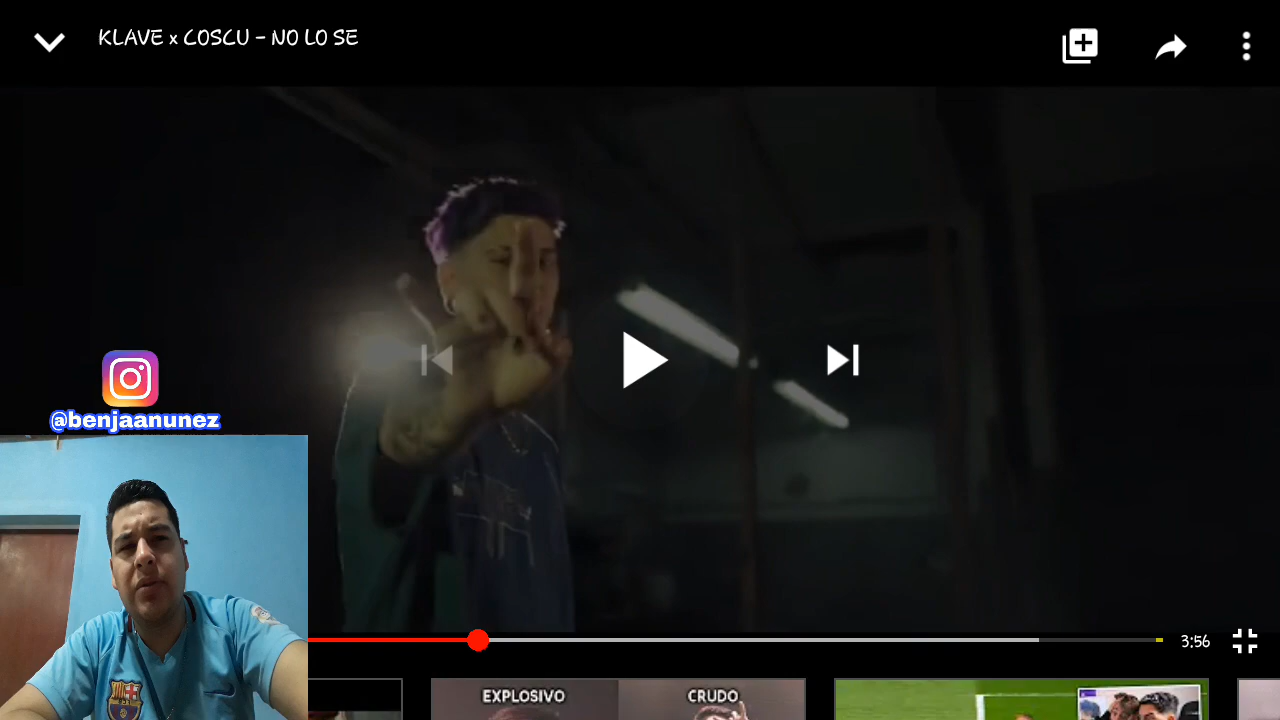 KLAVE x COSCU - NO LO SE
@benjaanunez
3:56
EXPLOSIVO
CRUDO